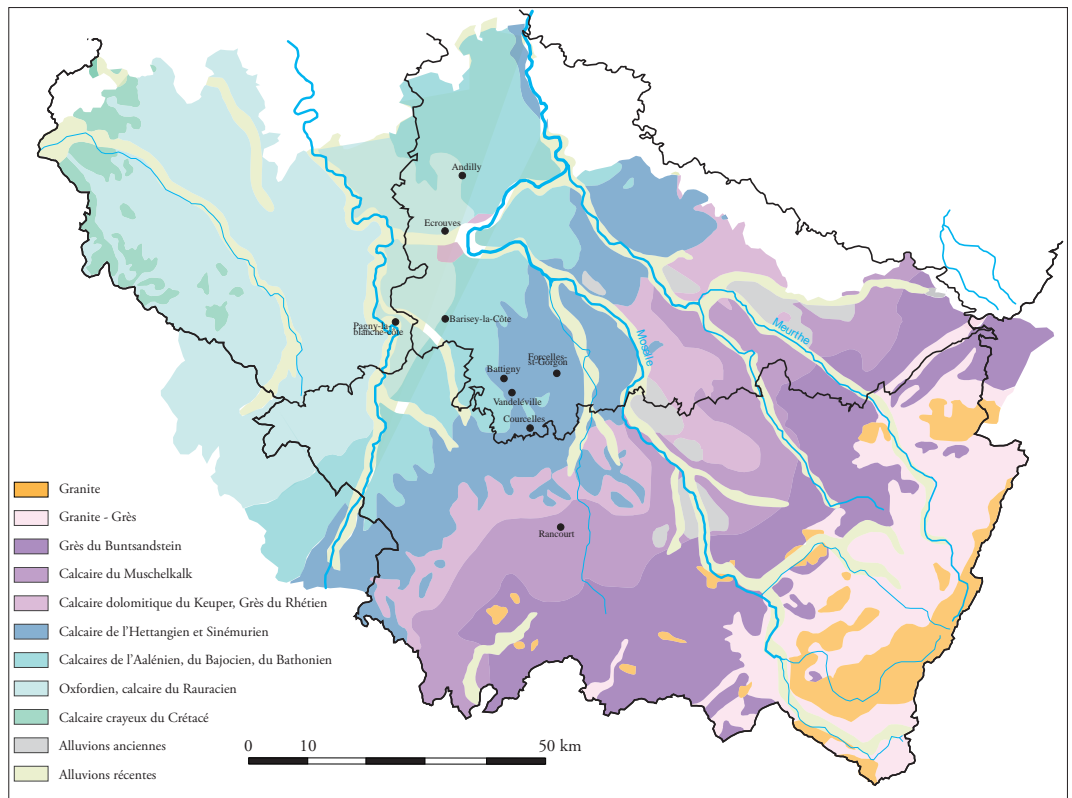 Andilly
Ecrouves
Pagny-la-
blanche-côte
Barisey-la-Côte
Battigny
Forcelles-
st-Gorgon
Vandeléville
Courcelles
Moselle
Meurthe
Rancourt
Granite
Granite - Grès
Grès du Buntsandstein
Calcaire du Muschelkalk
Calcaire dolomitique du Keuper, Grès du Rhétien
Calcaire de l'Hettangien et Sinémurien
Calcaires de l'Aalénien, du Bajocien, du Bathonien
Oxfordien, calcaire du Rauracien
Calcaire crayeux du Crétacé
Alluvions anciennes
Alluvions récentes
0 10 50 km